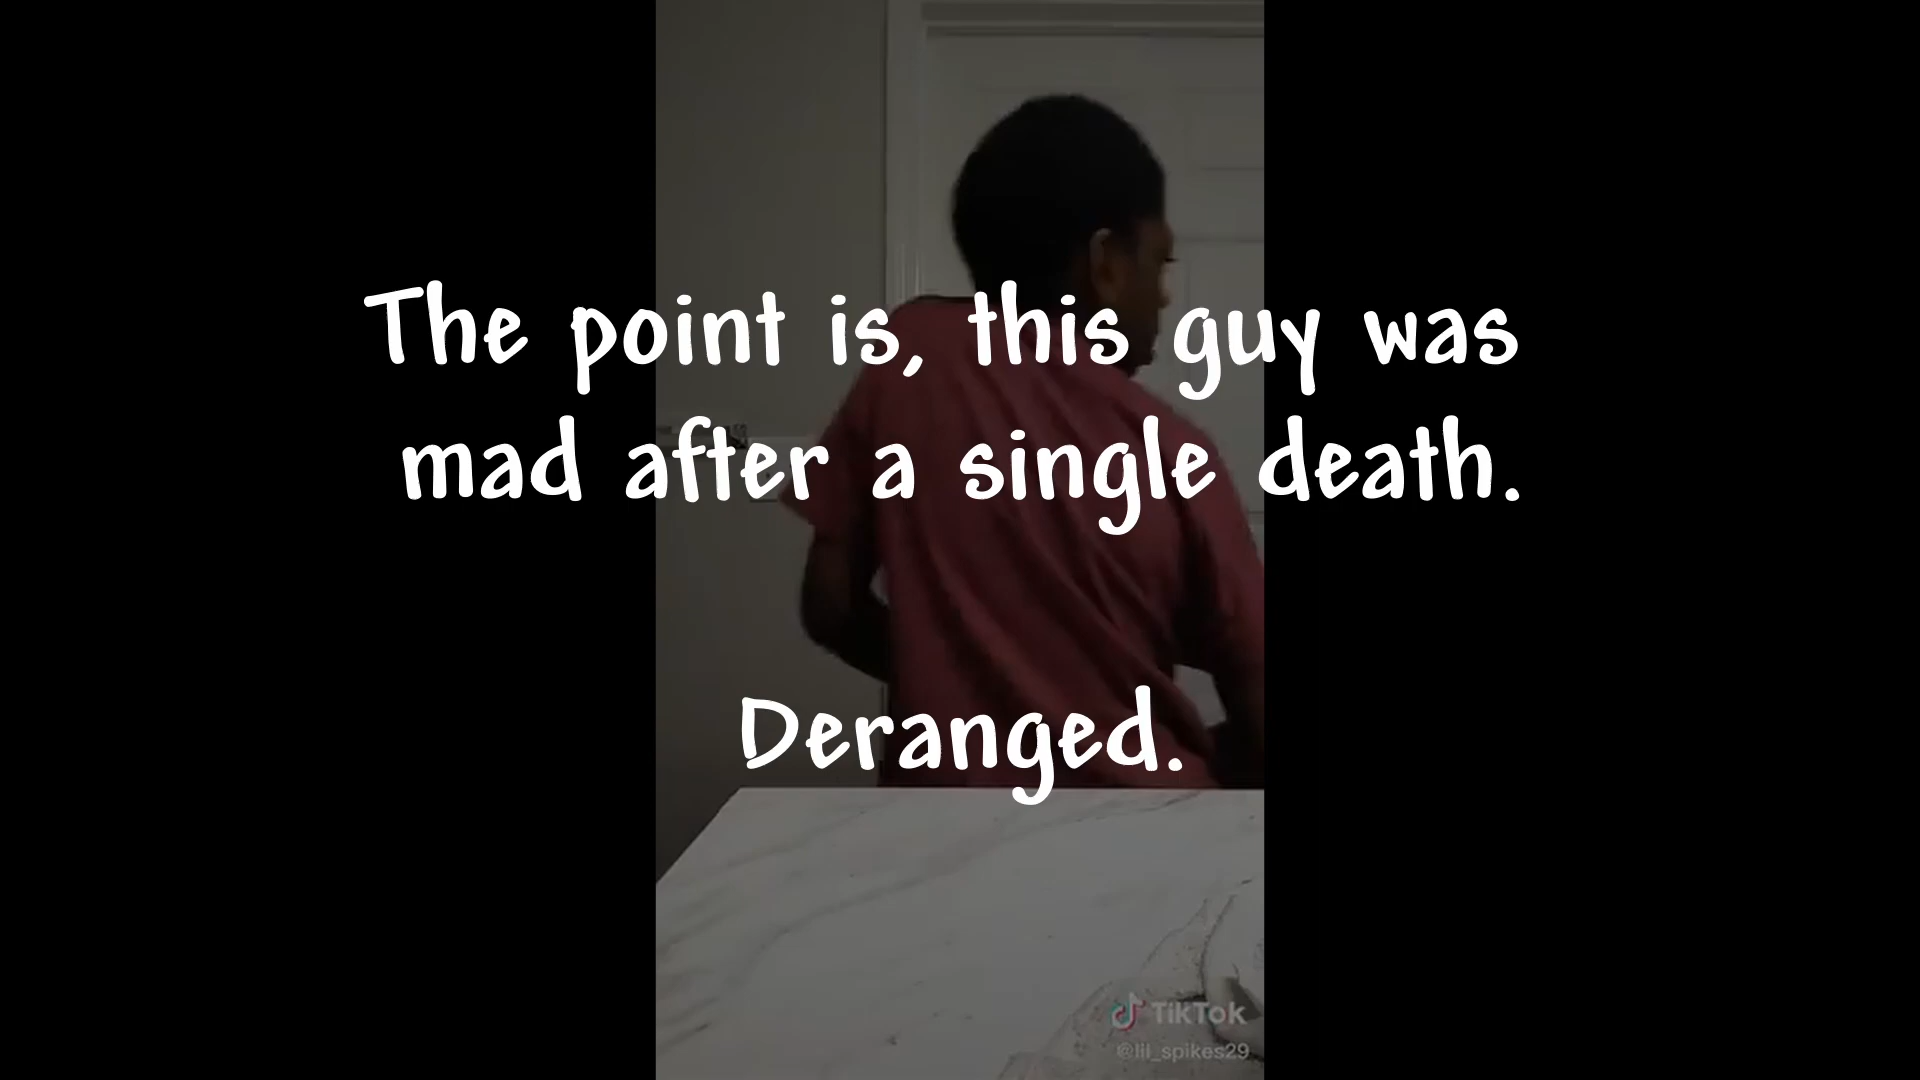 The point is, this guy was
mad after a single death.
Deranged.
TikTok
@lil_spikes29